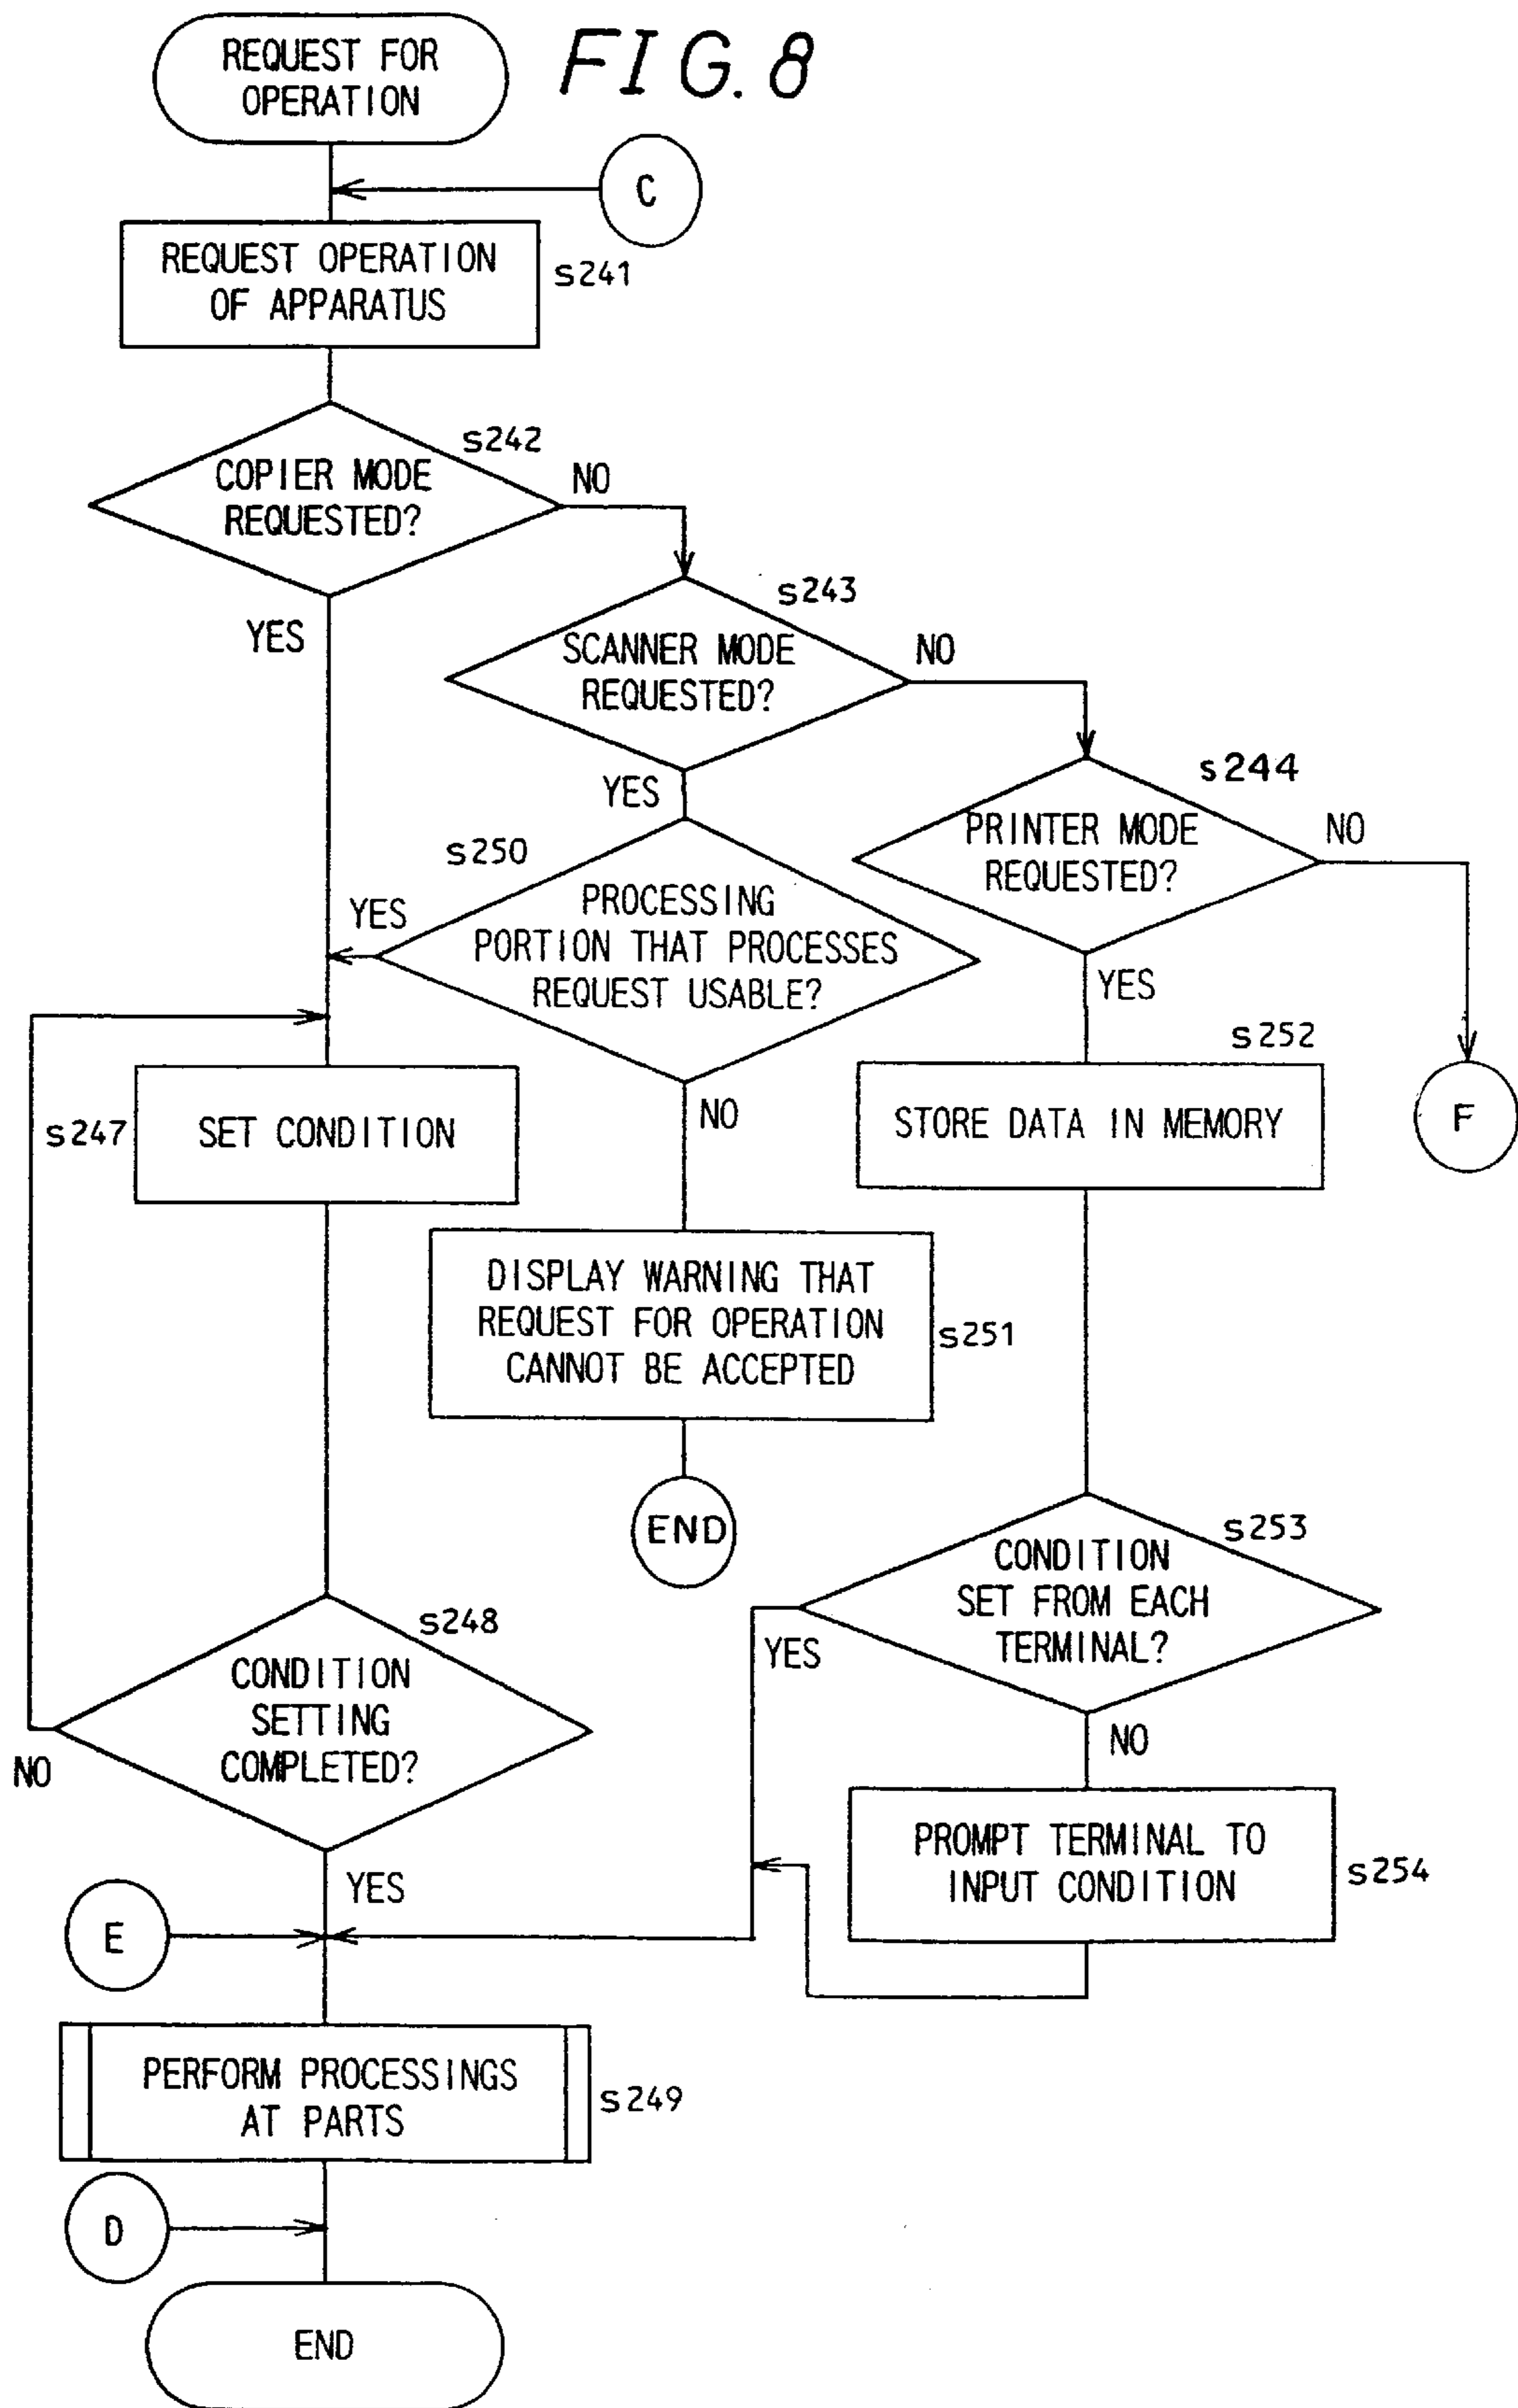 REQUEST FOR
OPERATION
FIG. 8
C
REQUEST OPERATION
OF APPARATUS
s241
s242
COPIER MODE
REQUESTED?
NO
YES
s243
SCANNER MODE
REQUESTED?
NO
YES
s244
PRINTER MODE
REQUESTED?
NO
YES
s250
PROCESSING
PORTION THAT PROCESSES
REQUEST USABLE?
YES
NO
s252
STORE DATA IN MEMORY
F
s247
SET CONDITION
DISPLAY WARNING THAT
REQUEST FOR OPERATION
CANNOT BE ACCEPTED
s251
END
s253
CONDITION
SET FROM EACH
TERMINAL?
YES
NO
s248
CONDITION
SETTING
COMPLETED?
NO
YES
PROMPT TERMINAL TO
INPUT CONDITION
s254
E
PERFORM PROCESSINGS
AT PARTS
s249
D
END